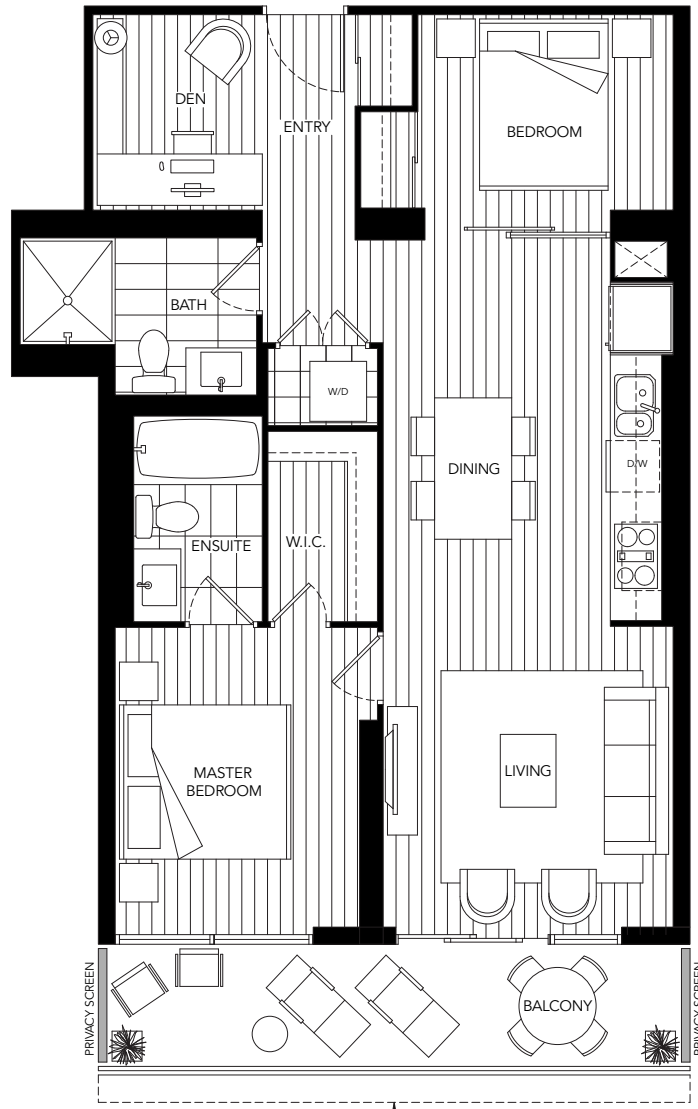 DEN
ENTRY
BEDROOM
BATH
W/D
DINING
D/W
ENSUITE
W.I.C.
MASTER
BEDROOM
LIVING
PRIVACY SCREEN
BALCONY
PRIVACY SCREEN